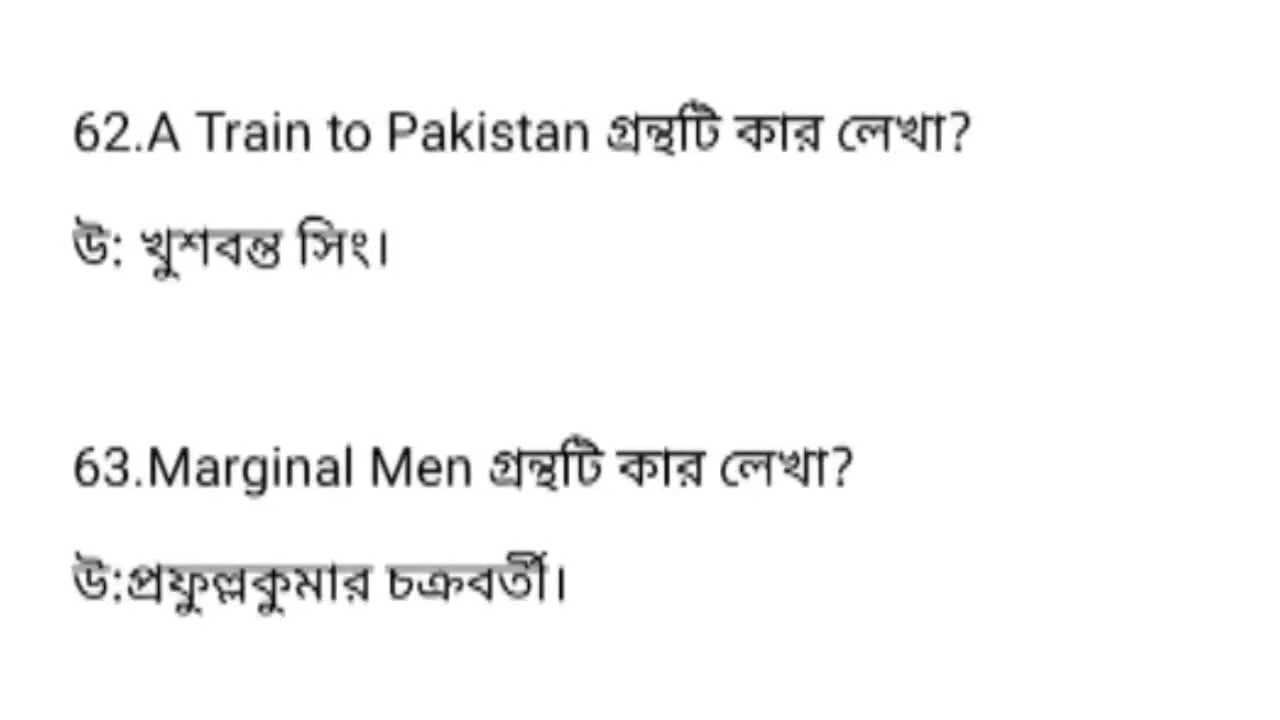 62.A Train to Pakistan গ্রন্থটি কার লেখা?
উ: খুশবন্ত সিং।
63.Marginal Men গ্রন্থটি কার লেখা?
উ:প্রফুল্লকুমার চক্রবর্তী।